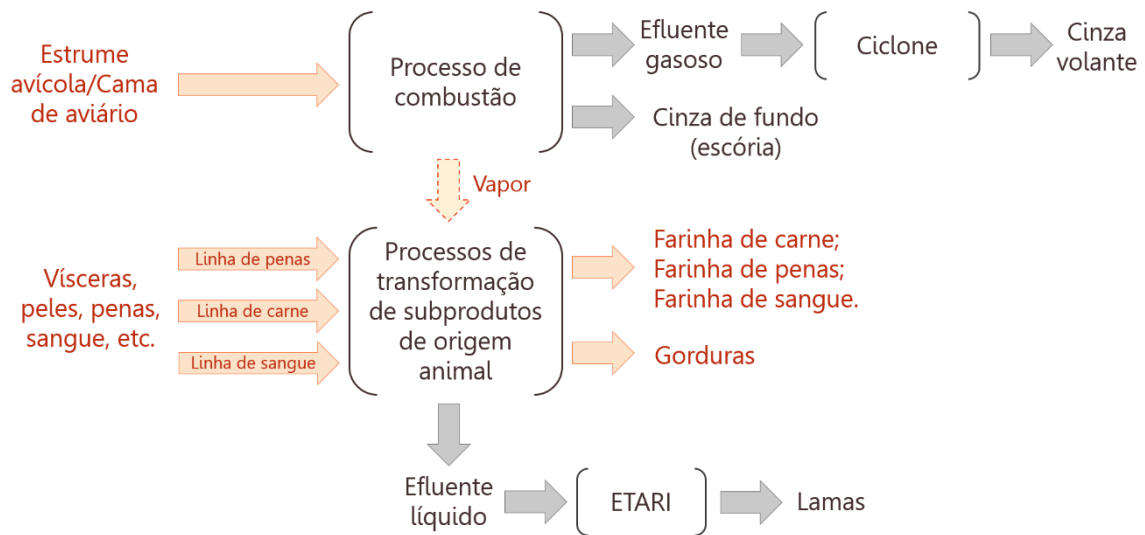 Estrume
avícola/Cama
de aviário
Processo de
combustão
Efluente
gasoso
Ciclone
Cinza
volante
Cinza de fundo
(escória)
Vapor
Vísceras,
peles, penas,
sangue, etc.
Linha de penas
Linha de carne
Linha de sangue
Processos de
transformação
de subprodutos
de origem
animal
Farinha de carne;
Farinha de penas;
Farinha de sangue.
Gorduras
Efluente
líquido
ETARI
Lamas